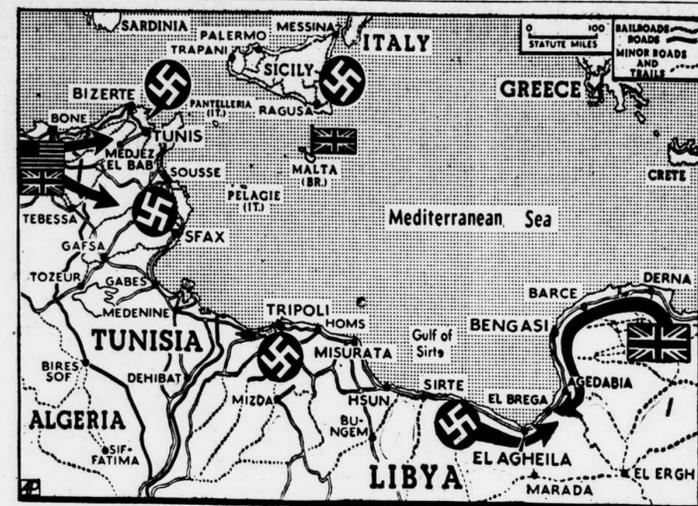 SARDINIA
PALERMO
TRAPANI
MESSINA
ITALY
0 100
STATUTE MILES
RAILROADS
ROADS
MINOR ROADS
AND
TRAILS
SICILY
GREECE
BIZERTE
PANTELLERIA
(IT.)
RAGUSA
BONE
TUNIS
MEDJEZ
EL BAB
MALTA
(BR.)
CRETE
SOUSSE
PELAGIE
(IT.)
TEBESSA
SFAX
Mediterranean Sea
GAFSA
TOZEUR
GABES
MEDENINE
DERNA
BARCE
TRIPOLI
HOMS
BENGASI
TUNISIA
MISURATA
Gulf of
Sirte
BIRES
SOF
DEHIBAT
MIZDA
HSUN
SIRTE
EL BREGA
AGEDABIA
ALGERIA
BU-
NGEM
SIF-
FATIMA
EL AGHEILA
LIBYA
MARADA
EL ERGH
AP